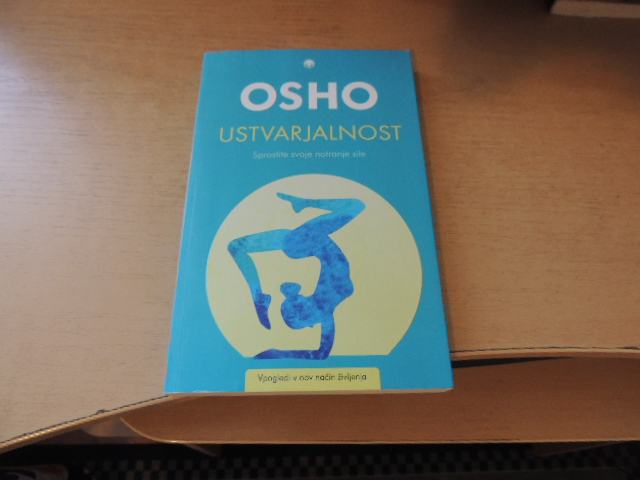 OSHO
USTVARJALNOST
Sprostite svoje notranje sile
Vpogledi v nov način življenja